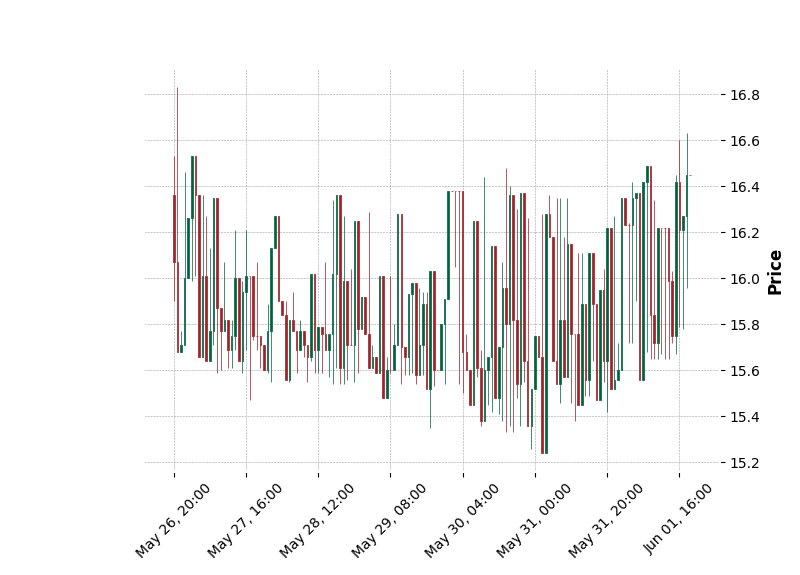 16.8
16.6
16.4
16.2
16.0
15.8
15.6
15.4
15.2
Price
May 26, 20:00
May 27, 16:00
May 28, 12:00
May 29, 08:00
May 30, 04:00
May 31, 00:00
May 31, 20:00
Jun 01, 16:00